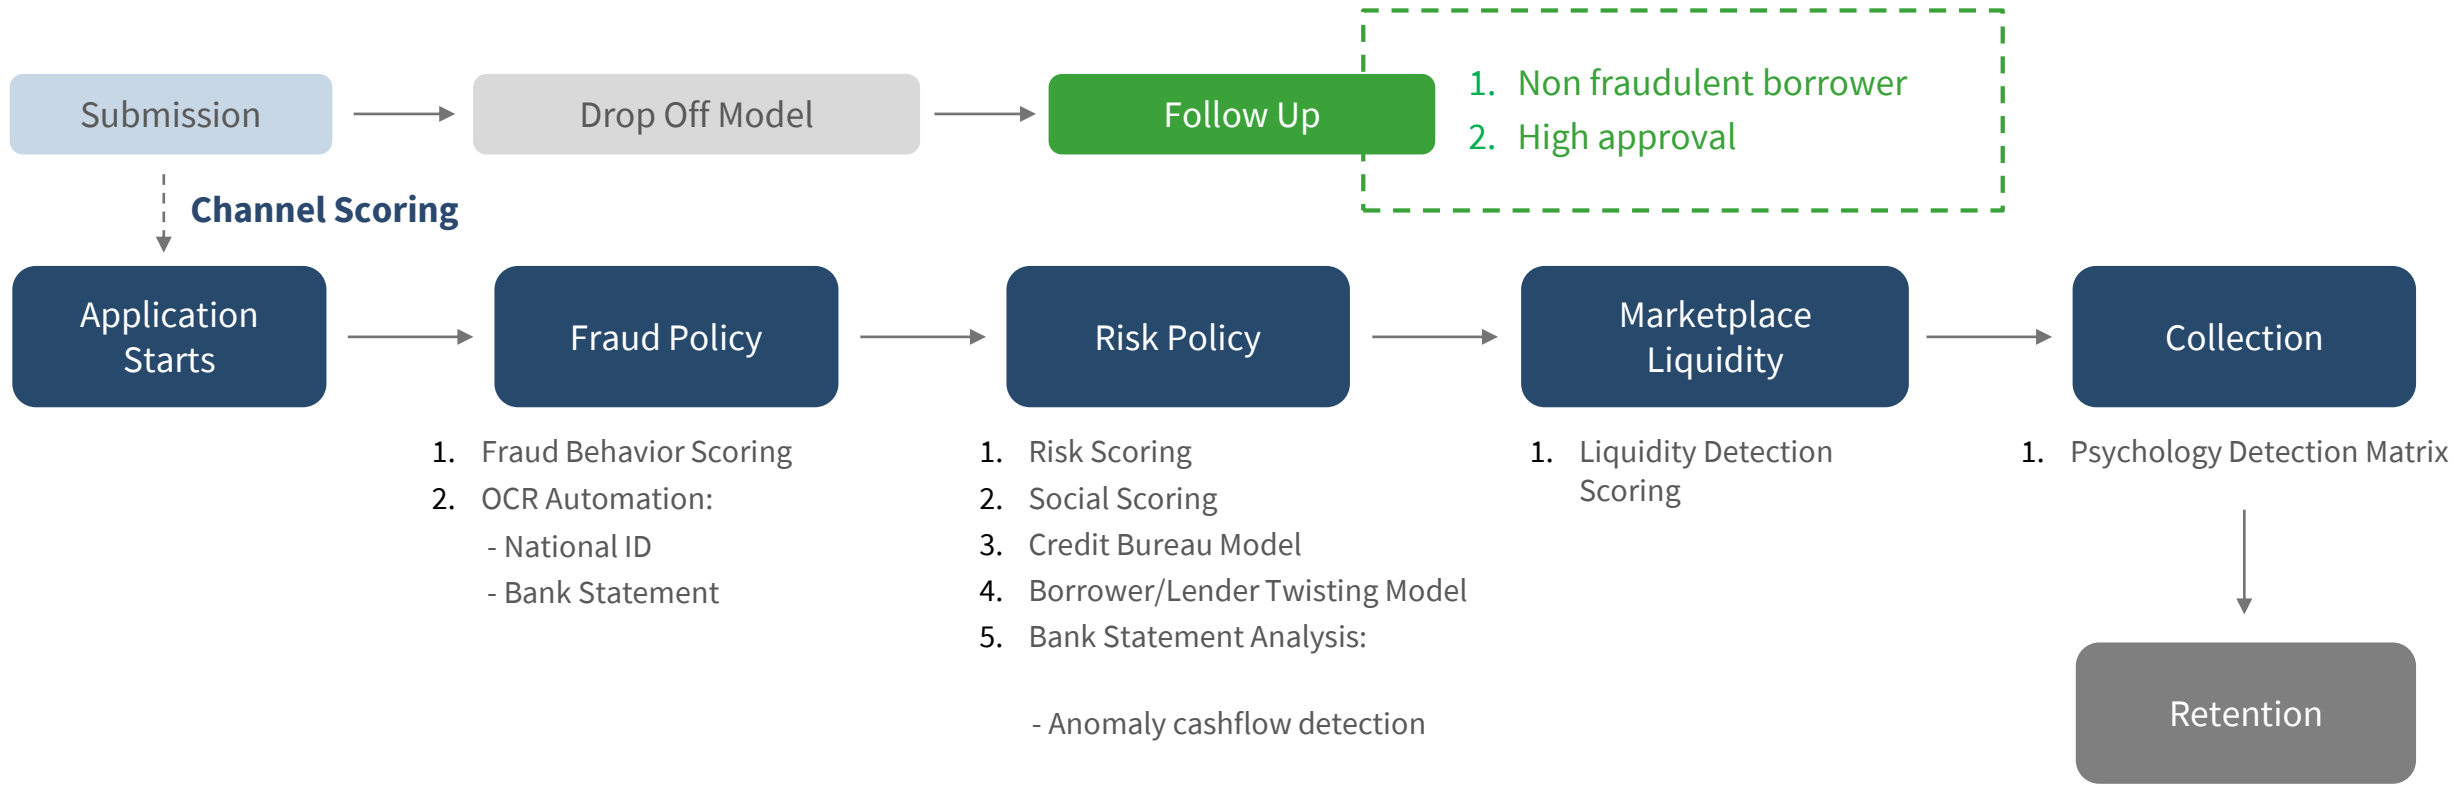 Submission
Drop Off Model
Follow Up
1. Non fraudulent borrower
2. High approval
Channel Scoring
Application
Starts
Fraud Policy
Risk Policy
Marketplace
Liquidity
Collection
1. Fraud Behavior Scoring
2. OCR Automation:
- National ID
- Bank Statement
1. Risk Scoring
2. Social Scoring
3. Credit Bureau Model
4. Borrower/Lender Twisting Model
5. Bank Statement Analysis:
- Anomaly cashflow detection
1. Liquidity Detection
Scoring
1. Psychology Detection Matrix
Retention